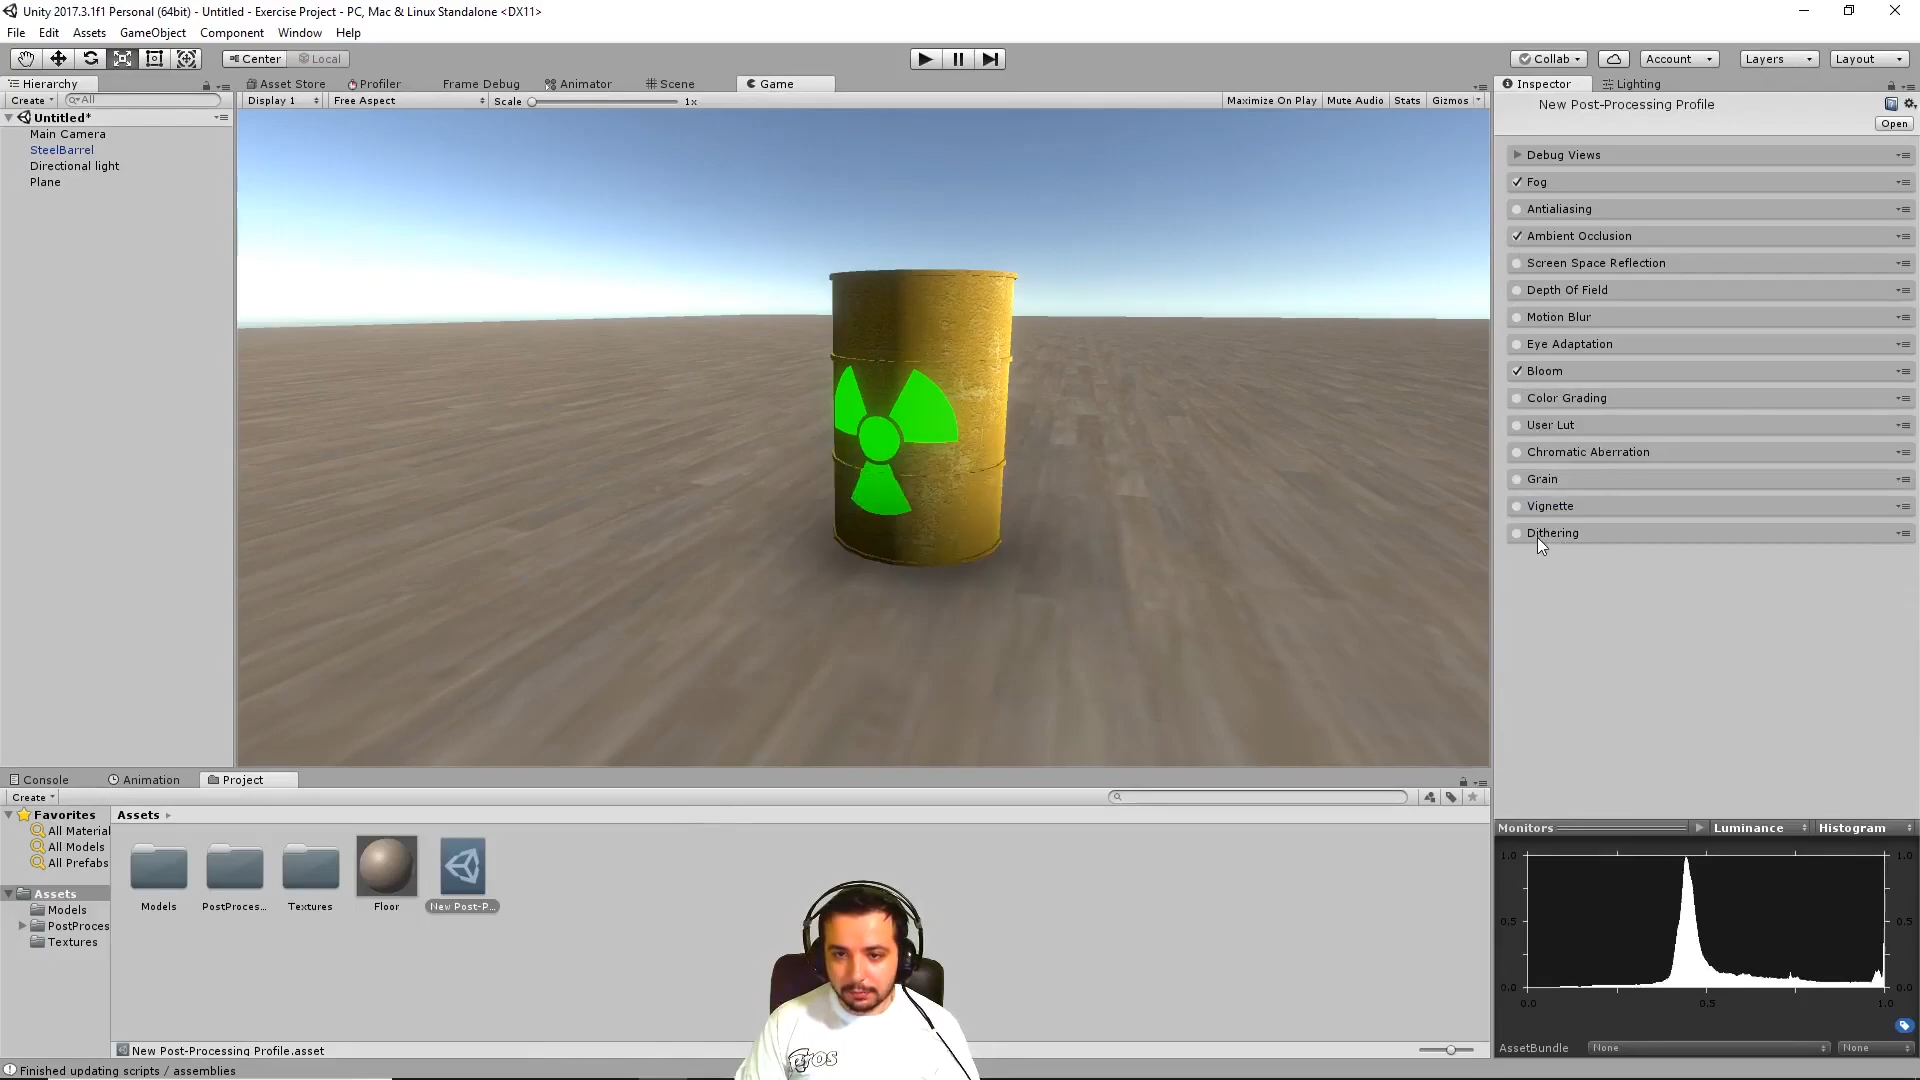 Unity 2017.3.1f1 Personal (64bit) - Untitled - Exercise Project - PC, Mac & Linux Standalone <DX11>
File Edit Assets GameObject Component Window Help
Center Local
Collab Account Layers Layout
Hierarchy
Create All
Untitled*
Main Camera
SteelBarrel
Directional light
Plane
Asset Store Profiler Frame Debug Animator Scene Game
Display 1 Free Aspect Scale 1x Maximize On Play Mute Audio Stats Gizmos
Inspector Lighting
New Post-Processing Profile
Open
Debug Views
Fog
Antialiasing
Ambient Occlusion
Screen Space Reflection
Depth Of Field
Motion Blur
Eye Adaptation
Bloom
Color Grading
User Lut
Chromatic Aberration
Grain
Vignette
Dithering
Console Animation Project
Create
Favorites
All Material
All Models
All Prefabs
Assets
Models
PostProces
Textures
Assets
Models PostProces... Textures Floor New Post-P...
New Post-Processing Profile.asset
Monitors Luminance Histogram
1.0 1.0
0.5 0.5
0.0 0.0
0.0 0.5 1.0
AssetBundle None None
Finished updating scripts / assemblies